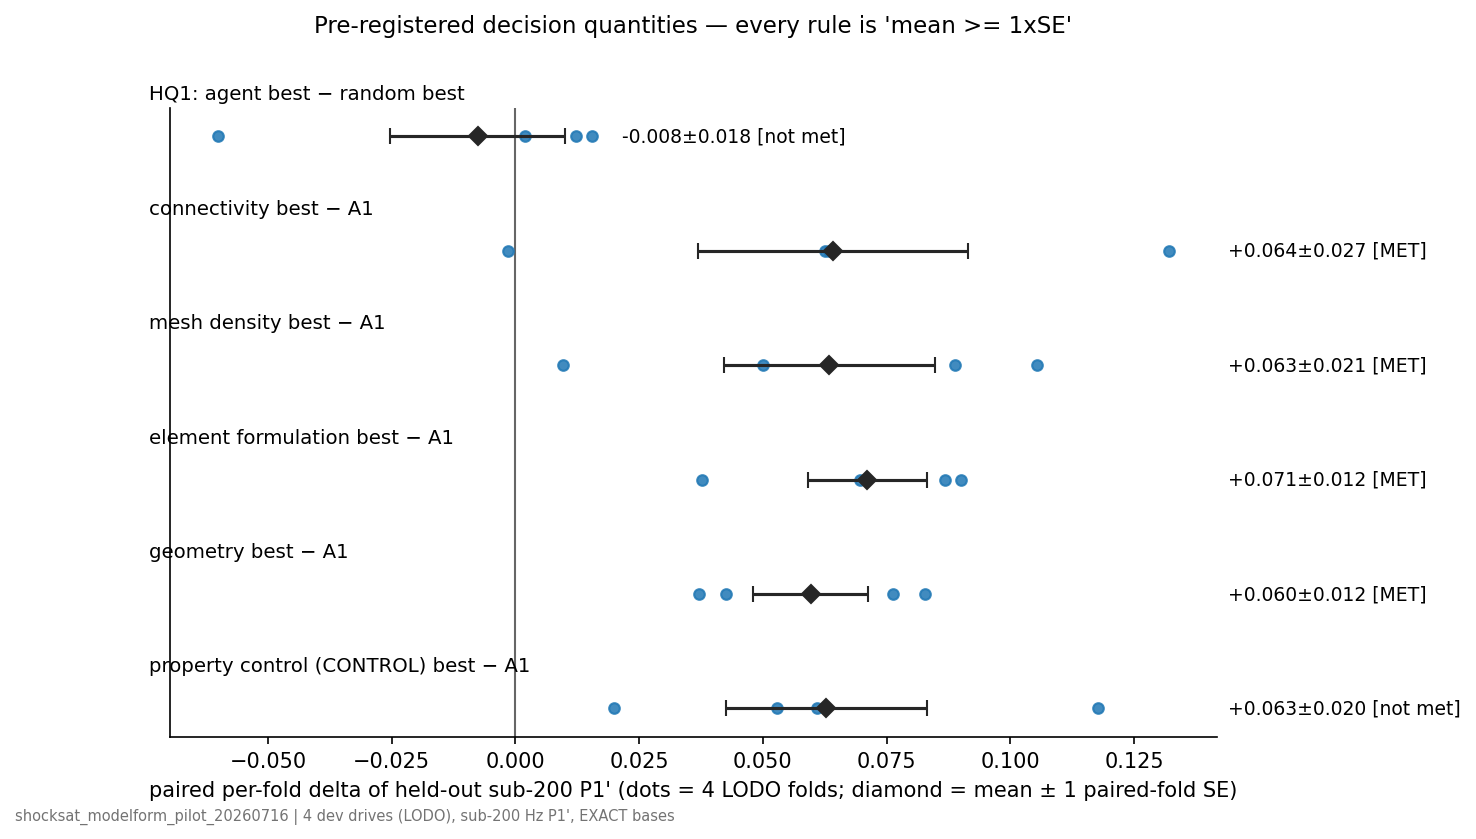 Pre-registered decision quantities — every rule is 'mean >= 1xSE'
HQ1: agent best − random best
-0.008±0.018 [not met]
connectivity best − A1
+0.064±0.027 [MET]
mesh density best − A1
+0.063±0.021 [MET]
element formulation best − A1
+0.071±0.012 [MET]
geometry best − A1
+0.060±0.012 [MET]
property control (CONTROL) best − A1
+0.063±0.020 [not met]
−0.050 −0.025 0.000 0.025 0.050 0.075 0.100 0.125
paired per-fold delta of held-out sub-200 P1' (dots = 4 LODO folds; diamond = mean ± 1 paired-fold SE)
shocksat_modelform_pilot_20260716 | 4 dev drives (LODO), sub-200 Hz P1', EXACT bases